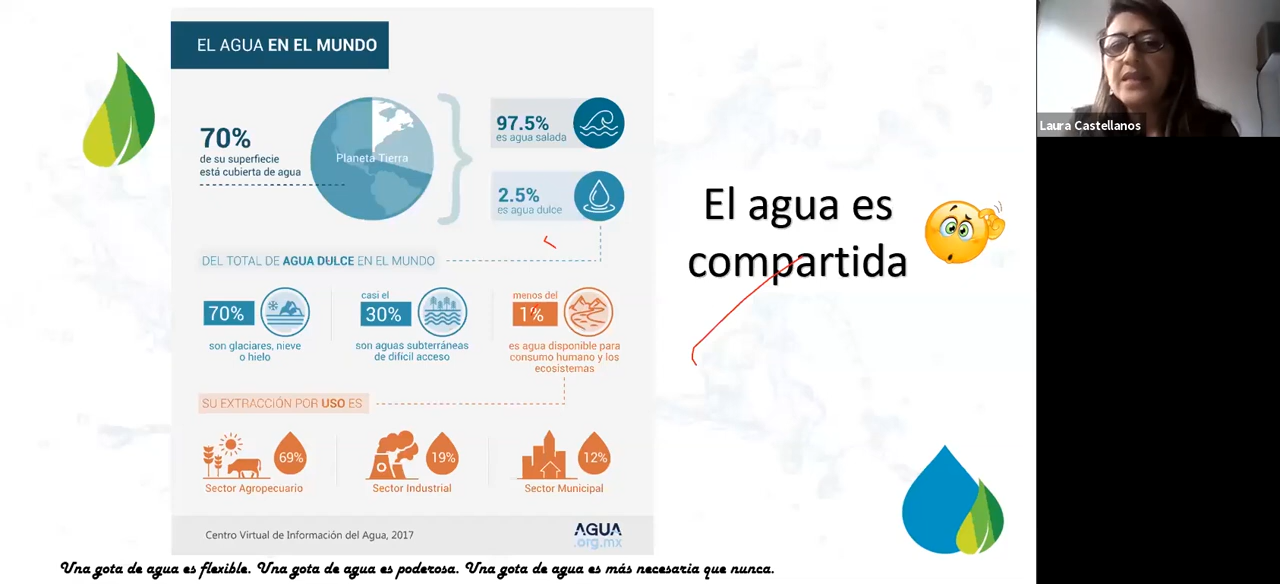 EL AGUA EN EL MUNDO
70%
de su superfiecie
está cubierta de agua
Planeta Tierra
97.5%
es agua salada
2.5%
es agua dulce
DEL TOTAL DE AGUA DULCE EN EL MUNDO
70%
son glaciares, nieve
o hielo
casi el
30%
son aguas subterráneas
de difícil acceso
menos del
1%
es agua disponible para
consumo humano y los
ecosistemas
SU EXTRACCIÓN POR USO ES
69%
Sector Agropecuario
19%
Sector Industrial
12%
Sector Municipal
Centro Virtual de Información del Agua, 2017
AGUA
.org.mx
El agua es
compartida
Laura Castellanos
Una gota de agua es flexible. Una gota de agua es poderosa. Una gota de agua es más necesaria que nunca.